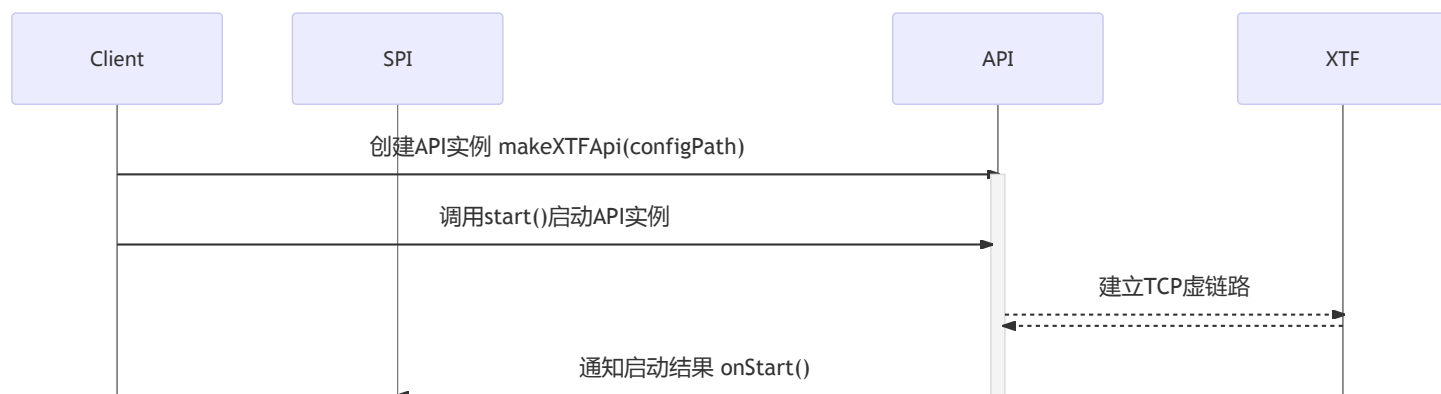 Client SPI API XTF
创建API实例 makeXTFApi(configPath)
调用start()启动API实例
建立TCP虚链路
通知启动结果 onStart()